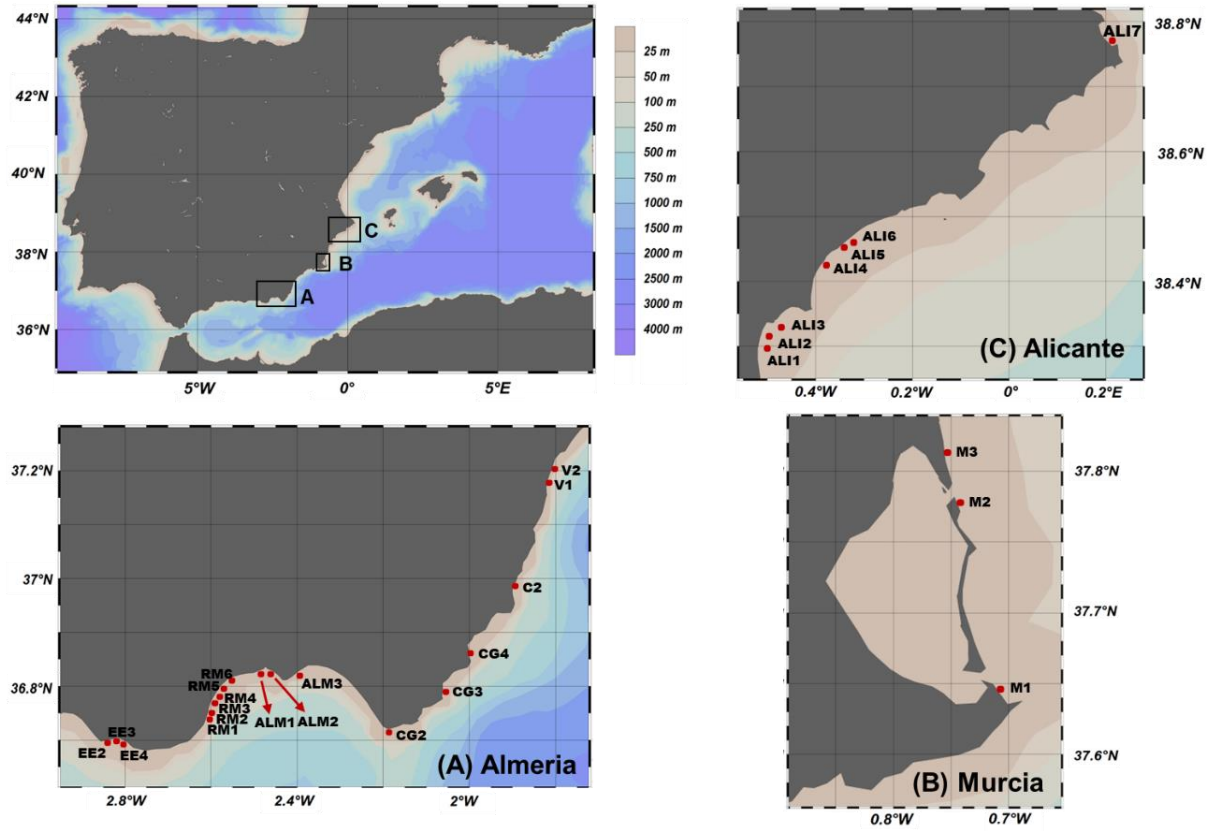 44°N
42°N
40°N
38°N
36°N
5°W
0°
5°E
A
B
C
25 m
50 m
100 m
250 m
500 m
750 m
1000 m
1500 m
2000 m
2500 m
3000 m
4000 m
38.8°N
38.6°N
38.4°N
0.4°W
0.2°W
0°
0.2°E
ALI7
ALI6
ALI5
ALI4
ALI3
ALI2
ALI1
(C) Alicante
37.2°N
37°N
36.8°N
2.8°W
2.4°W
2°W
V2
V1
C2
CG4
CG3
CG2
ALM3
ALM1
ALM2
RM6
RM5
RM4
RM3
RM2
RM1
EE3
EE2
EE4
(A) Almeria
37.8°N
37.7°N
37.6°N
0.8°W
0.7°W
M3
M2
M1
(B) Murcia